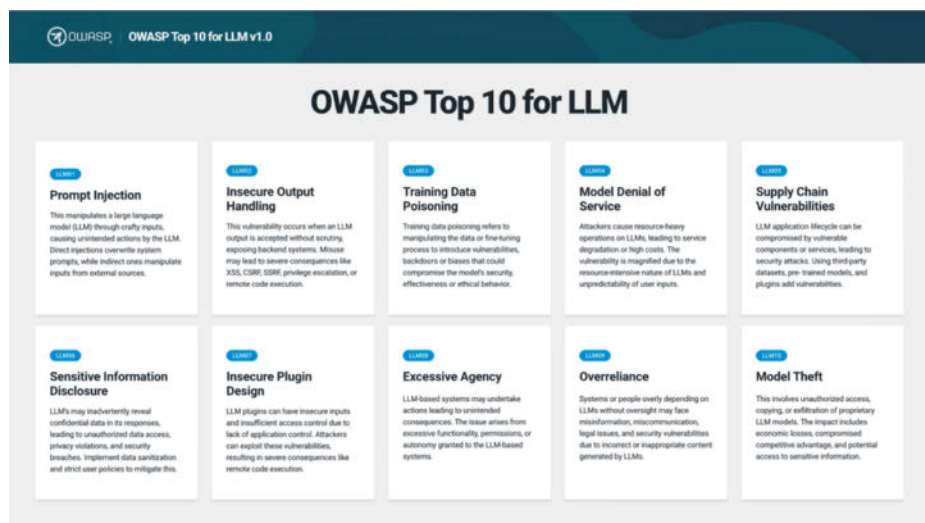 OWASP | OWASP Top 10 for LLM v1.0
OWASP Top 10 for LLM
LLM01
Prompt Injection
This manipulates a large language
model (LLM) through crafty inputs,
causing unintended actions by the LLM.
Direct injections overwrite system
prompts, while indirect ones manipulate
inputs from external sources.
LLM02
Insecure Output
Handling
This vulnerability occurs when an LLM
output is accepted without scrutiny,
exposing backend systems. Misuse
may lead to severe consequences like
XSS, CSRF, SSRF, privilege escalation, or
remote code execution.
LLM03
Training Data
Poisoning
Training data poisoning refers to
manipulating the data or fine-tuning
process to introduce vulnerabilities,
backdoors or biases that could
compromise the model's security,
effectiveness or ethical behavior.
LLM04
Model Denial of
Service
Attackers cause resource-heavy
operations on LLMs, leading to service
degradation or high costs. The
vulnerability is magnified due to the
resource-intensive nature of LLMs and
unpredictability of user inputs.
LLM05
Supply Chain
Vulnerabilities
LLM application lifecycle can be
compromised by vulnerable
components or services, leading to
security attacks. Using third-party
datasets, pre- trained models, and
plugins add vulnerabilities.
LLM06
Sensitive Information
Disclosure
LLM's may inadvertently reveal
confidential data in its responses,
leading to unauthorized data access,
privacy violations, and security
breaches. Implement data sanitization
and strict user policies to mitigate this.
LLM07
Insecure Plugin
Design
LLM plugins can have insecure inputs
and insufficient access control due to
lack of application control. Attackers
can exploit these vulnerabilities,
resulting in severe consequences like
remote code execution.
LLM08
Excessive Agency
LLM-based systems may undertake
actions leading to unintended
consequences. The issue arises from
excessive functionality, permissions, or
autonomy granted to the LLM-based
systems.
LLM09
Overreliance
Systems or people overly depending on
LLMs without oversight may face
misinformation, miscommunication,
legal issues, and security vulnerabilities
due to incorrect or inappropriate content
generated by LLMs.
LLM10
Model Theft
This involves unauthorized access,
copying, or exfiltration of proprietary
LLM models. The impact includes
economic losses, compromised
competitive advantage, and potential
access to sensitive information.